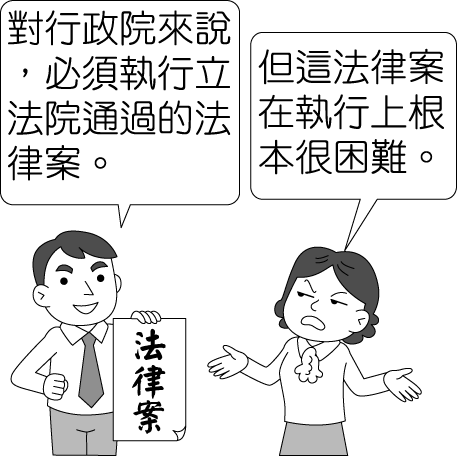 對行政院來說
，必須執行立
法院通過的法
律案。
但這法律案
在執行上根
本很困難。
法律案